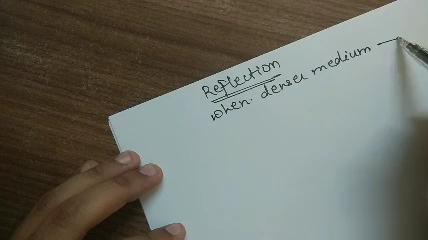 Reflection
when denser medium —